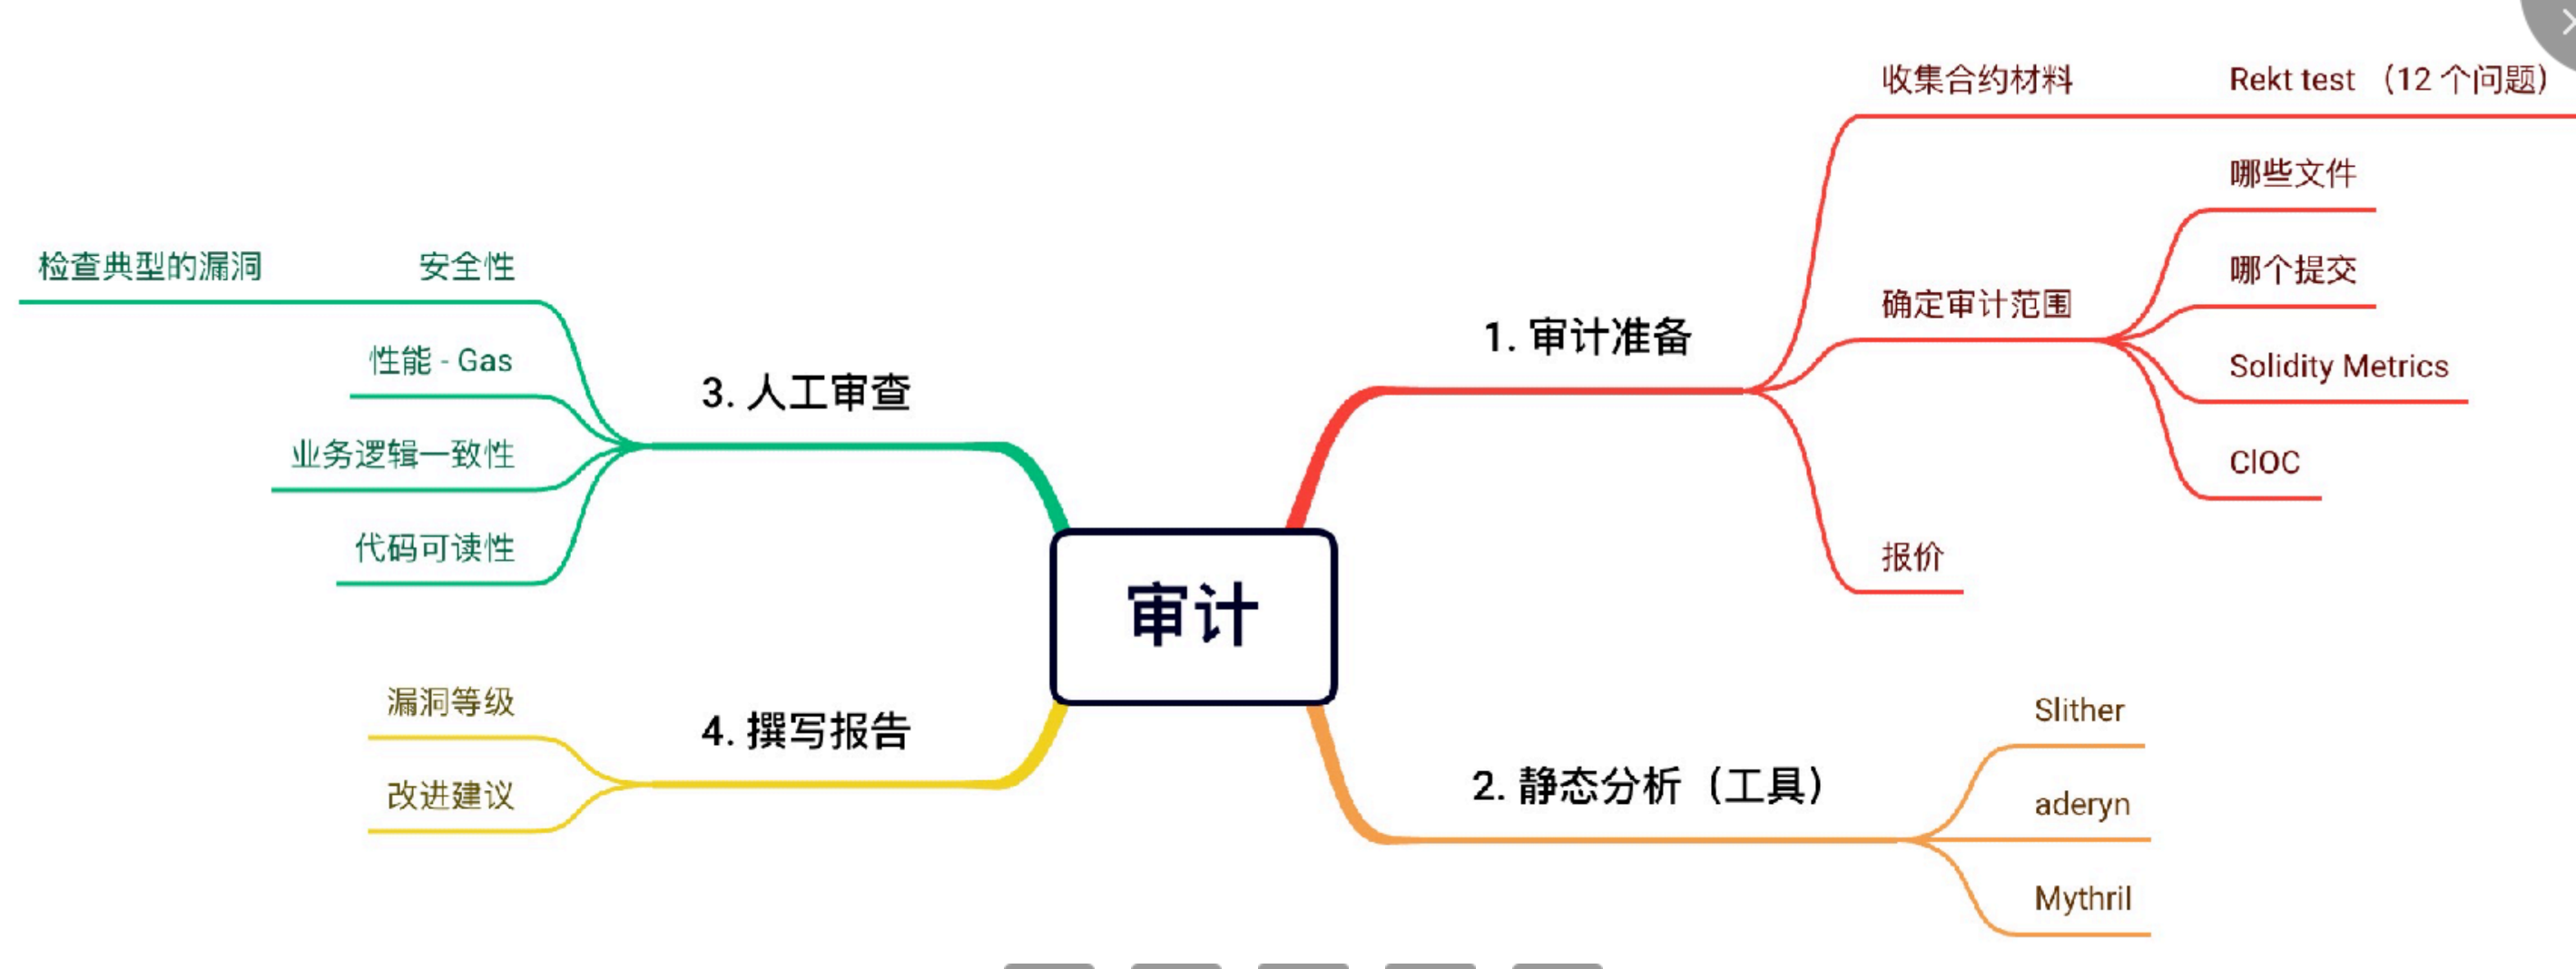 审计
1. 审计准备
收集合约材料
Rekt test （12 个问题）
确定审计范围
哪些文件
哪个提交
Solidity Metrics
ClOC
报价
2. 静态分析（工具）
Slither
aderyn
Mythril
3. 人工审查
安全性
检查典型的漏洞
性能 - Gas
业务逻辑一致性
代码可读性
4. 撰写报告
漏洞等级
改进建议